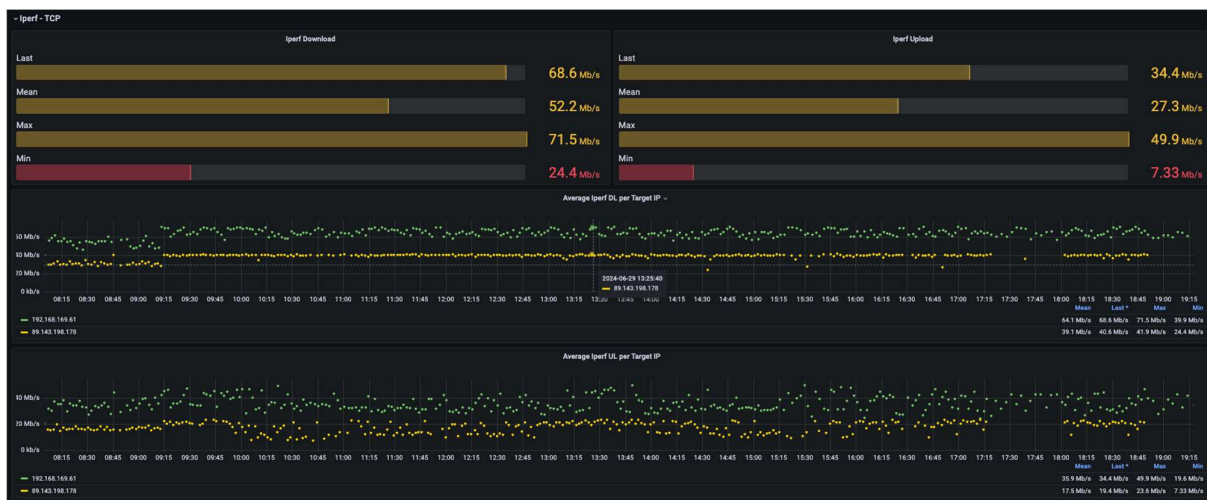 Iperf - TCP
Iperf Download
Last
68.6 Mb/s
Mean
52.2 Mb/s
Max
71.5 Mb/s
Min
24.4 Mb/s
Iperf Upload
Last
34.4 Mb/s
Mean
27.3 Mb/s
Max
49.9 Mb/s
Min
7.33 Mb/s
Average Iperf DL per Target IP
60 Mb/s
40 Mb/s
20 Mb/s
0 kb/s
08:15 08:30 08:45 09:00 09:15 09:30 09:45 10:00 10:15 10:30 10:45 11:00 11:15 11:30 11:45 12:00 12:15 12:30 12:45 13:00 13:15 13:30 13:45 14:00 14:15 14:30 14:45 15:00 15:15 15:30 15:45 16:00 16:15 16:30 16:45 17:00 17:15 17:30 17:45 18:00 18:15 18:30 18:45 19:00 19:15
2024-06-29 13:25:40
89.143.198.178
Mean Last * Max Min
192.168.169.61 64.1 Mb/s 68.6 Mb/s 71.5 Mb/s 39.9 Mb/s
89.143.198.178 39.1 Mb/s 40.6 Mb/s 41.9 Mb/s 24.4 Mb/s
Average Iperf UL per Target IP
40 Mb/s
20 Mb/s
0 kb/s
08:15 08:30 08:45 09:00 09:15 09:30 09:45 10:00 10:15 10:30 10:45 11:00 11:15 11:30 11:45 12:00 12:15 12:30 12:45 13:00 13:15 13:30 13:45 14:00 14:15 14:30 14:45 15:00 15:15 15:30 15:45 16:00 16:15 16:30 16:45 17:00 17:15 17:30 17:45 18:00 18:15 18:30 18:45 19:00 19:15
Mean Last * Max Min
192.168.169.61 35.9 Mb/s 34.4 Mb/s 49.9 Mb/s 19.6 Mb/s
89.143.198.178 17.5 Mb/s 19.4 Mb/s 23.6 Mb/s 7.33 Mb/s